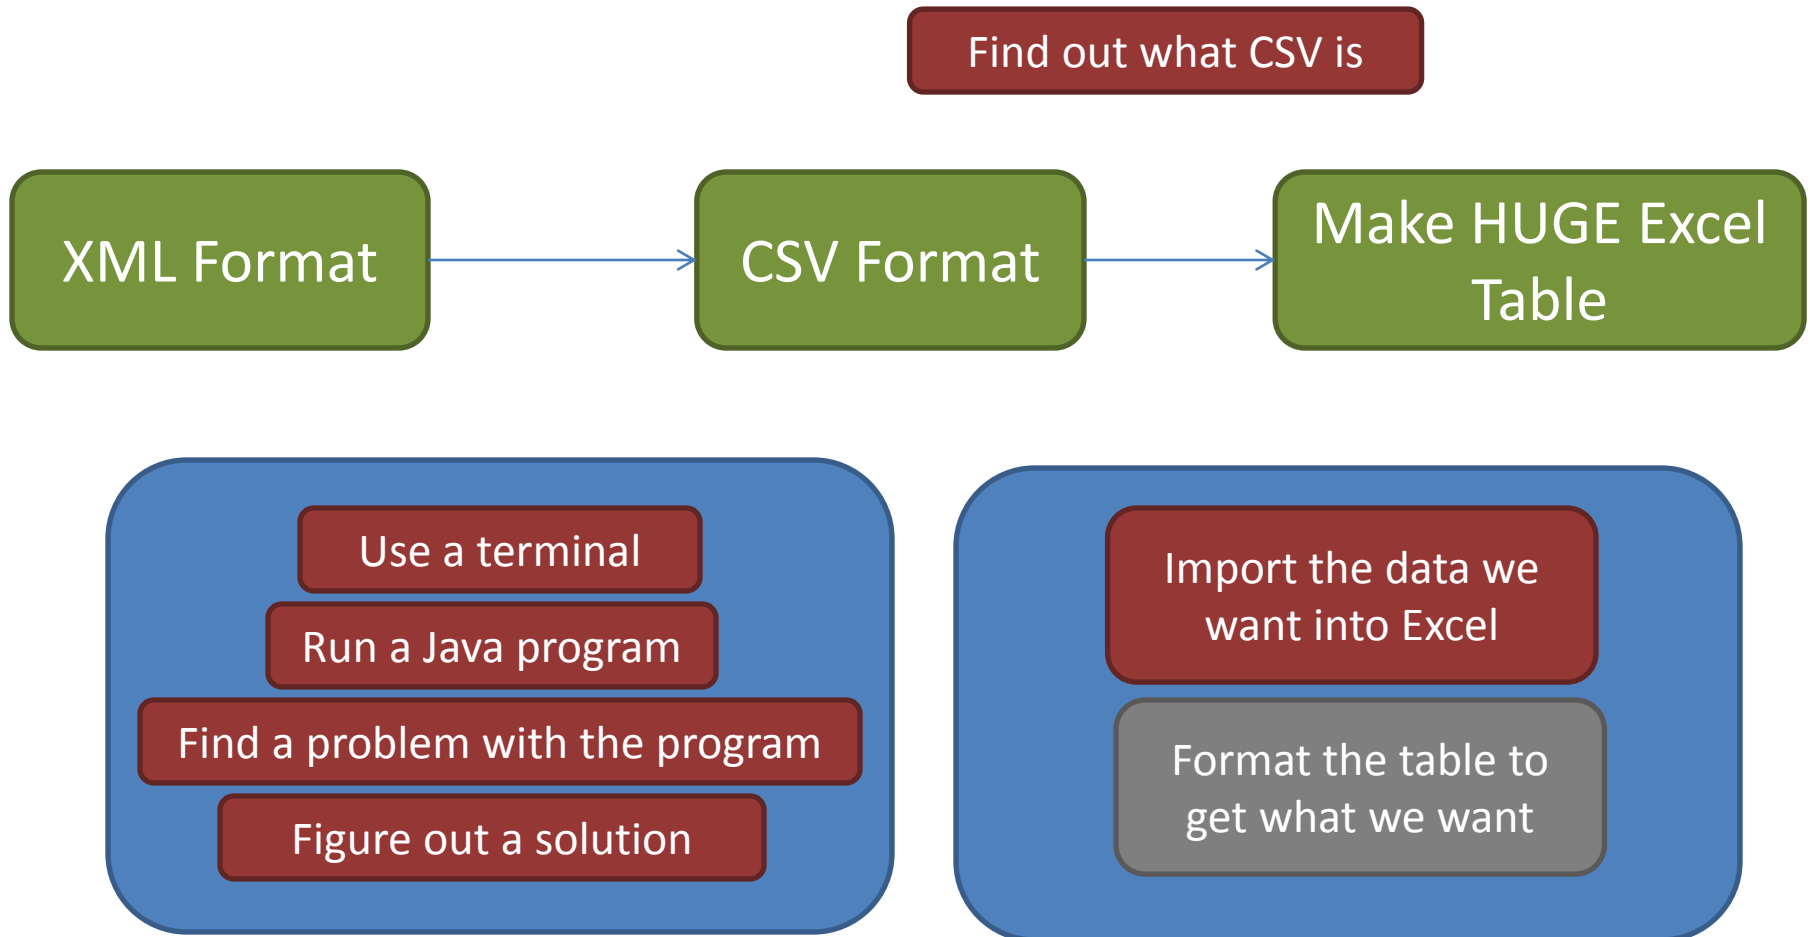 Find out what CSV is
XML Format
CSV Format
Make HUGE Excel
Table
Use a terminal
Run a Java program
Find a problem with the program
Figure out a solution
Import the data we
want into Excel
Format the table to
get what we want